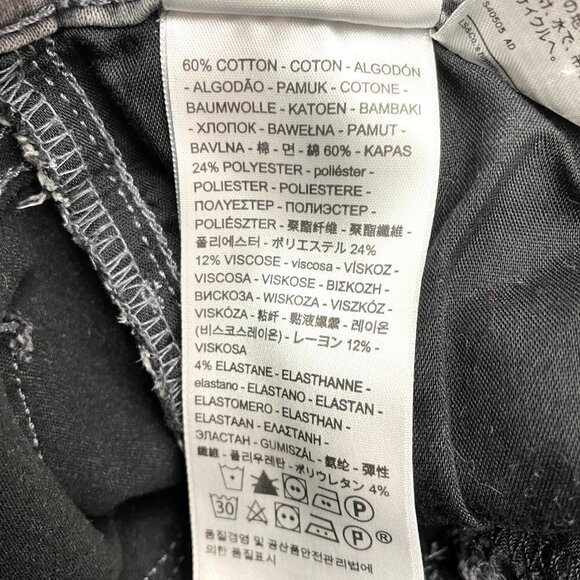 60% COTTON - COTON - ALGODÓN
- ALGODÃO - PAMUK - COTONE -
BAUMWOLLE - KATOEN - BAMBAKI
- ХЛОПОК - BAWEŁNA - PAMUT -
BAVLNA - 棉 - 면 - 綿 60% - KAPAS
24% POLYESTER - poliéster -
POLIESTER - POLIESTERE -
ΠΟΛΥΕΣΤΕΡ - ПОЛИЭСТЕР -
POLIÉSZTER - 聚酯纤维 - 聚酯纖維 -
폴리에스터 - ポリエステル 24%
12% VISCOSE - viscosa - VİSKOZ -
VISCOSA - VISKOSE - ΒΙΣΚΟΖΗ -
ВИСКОЗА - WISKOZA - VISZKÓZ -
VISKÓZA - 粘纤 - 黏液嫘縈 - 레이온
(비스코스레이온) - レーヨン 12% -
VISKOSA
4% ELASTANE - ELASTHANNE -
elastano - ELASTANO - ELASTAN -
ELASTOMERO - ELASTHAN -
ELASTAAN - ΕΛΑΣΤΑΝΗ -
ЭЛАСТАН - GUMISZÁL - 氨纶 - 彈性
纖維 - 폴리우레탄 - ポリウレタン 4%
P
30 P P ®
품질경영 및 공산품안전관리법에
의한 품질표시
S40505 AD